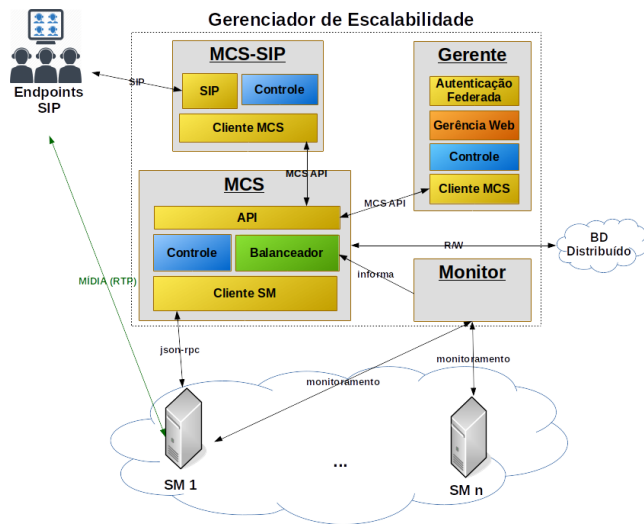 Gerenciador de Escalabilidade
Endpoints
SIP
SIP
MCS-SIP
SIP
Controle
Cliente MCS
Gerente
Autenticação
Federada
Gerência Web
Controle
Cliente MCS
MCS API
MCS API
MCS
API
Controle
Balanceador
Cliente SM
R/W
BD
Distribuído
informa
Monitor
MÍDIA (RTP)
json-rpc
monitoramento
monitoramento
SM 1
...
SM n